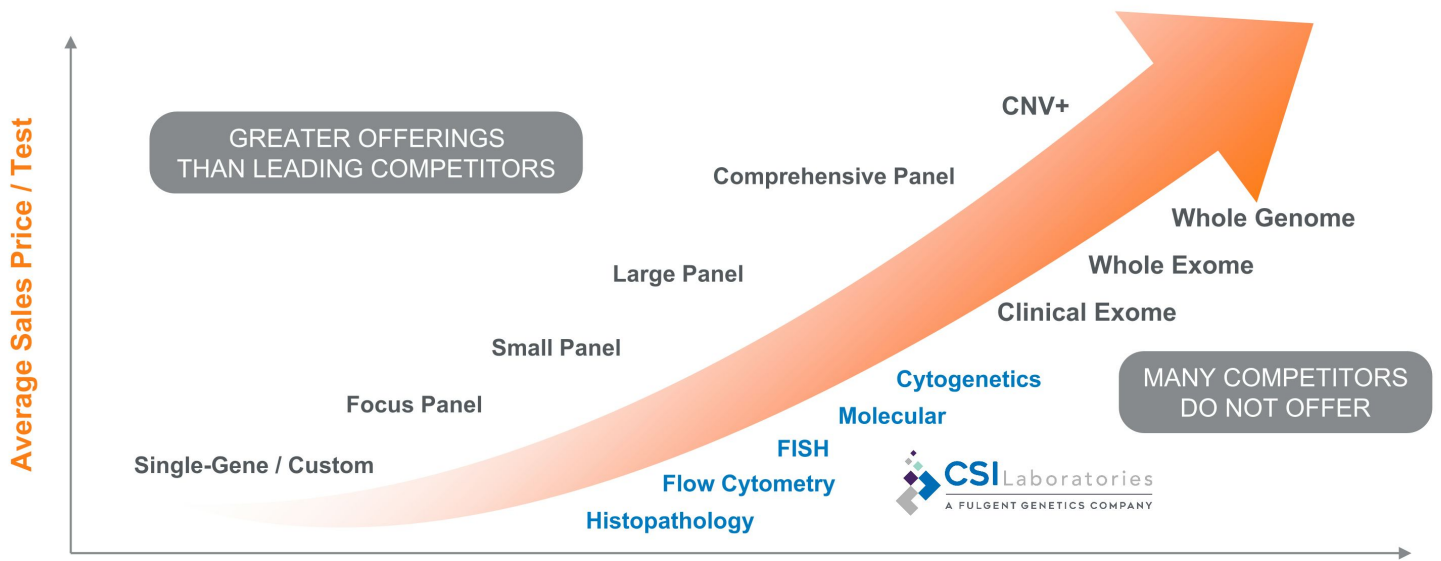 Average Sales Price / Test
GREATER OFFERINGS
THAN LEADING COMPETITORS
CNV+
Comprehensive Panel
Large Panel
Small Panel
Focus Panel
Single-Gene / Custom
Whole Genome
Whole Exome
Clinical Exome
Cytogenetics
Molecular
FISH
Flow Cytometry
Histopathology
MANY COMPETITORS
DO NOT OFFER
CSI Laboratories
A FULGENT GENETICS COMPANY